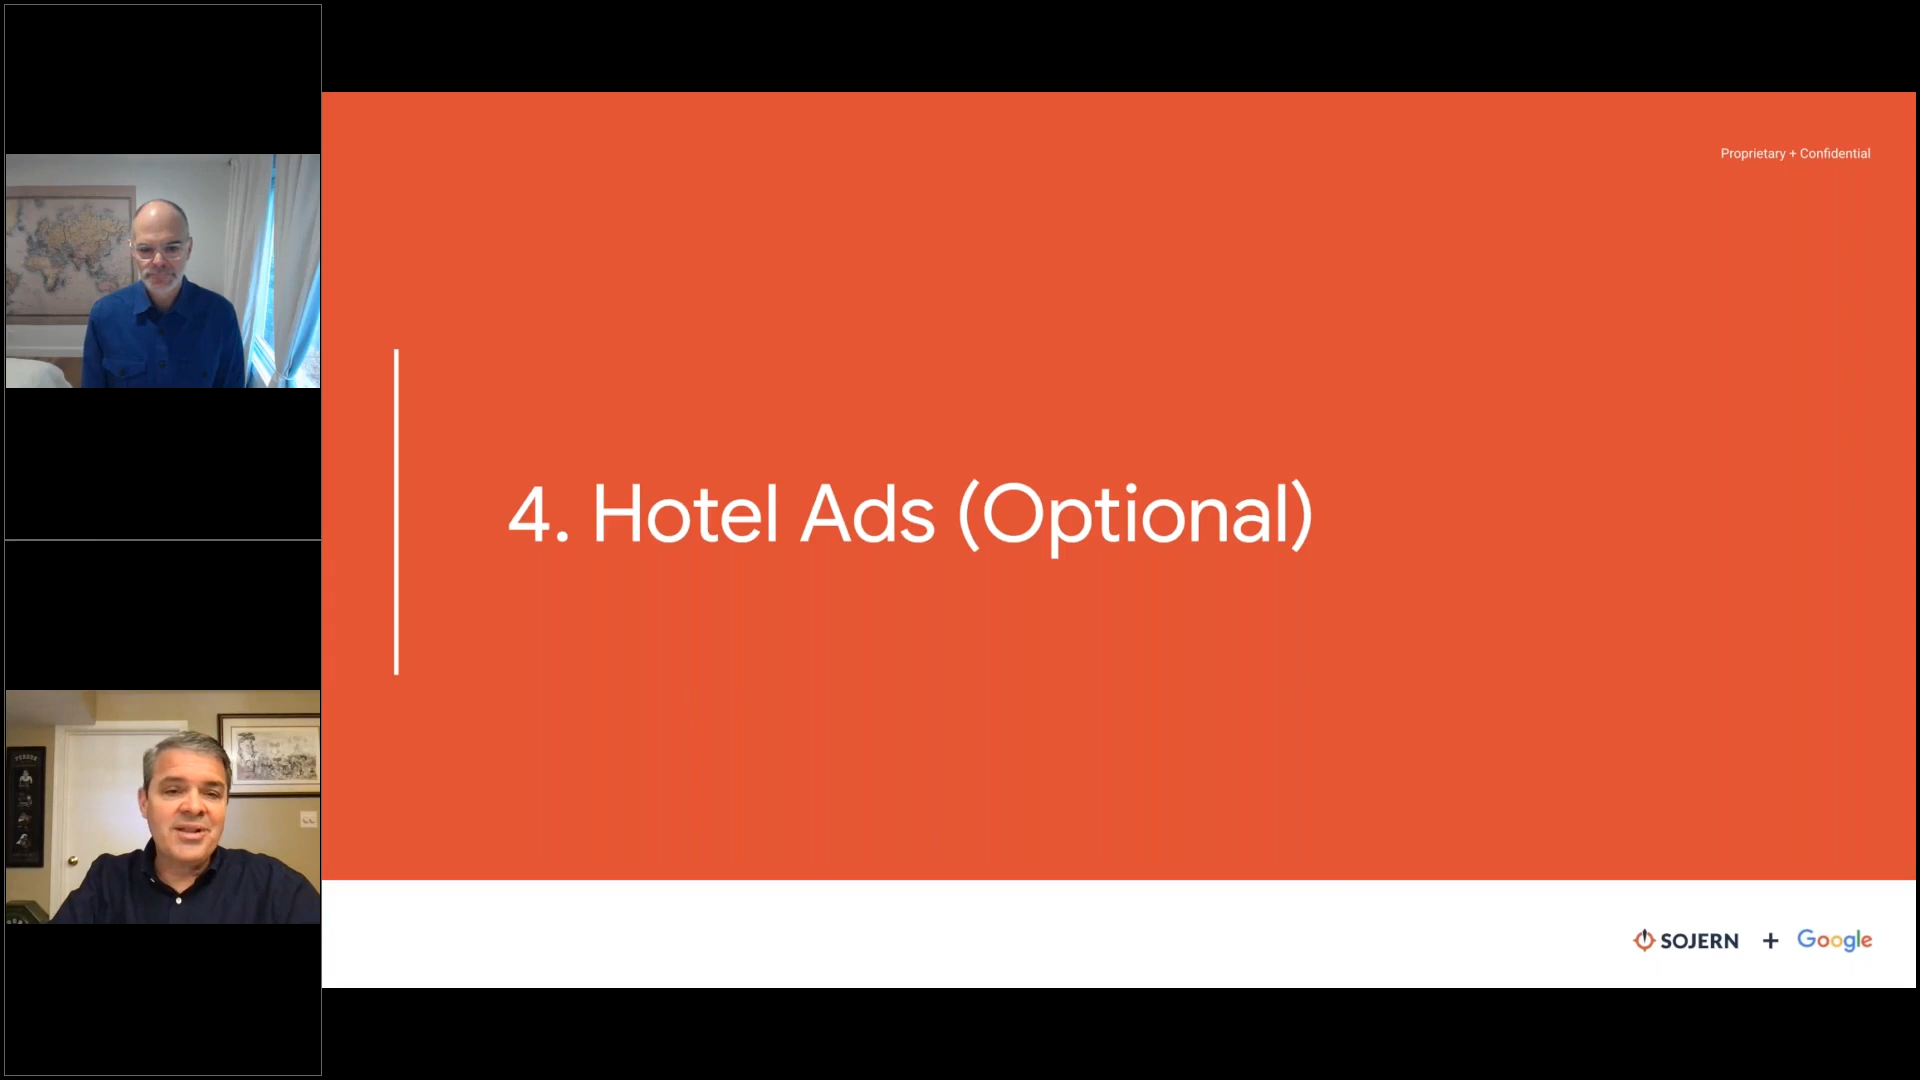 Proprietary + Confidential
4. Hotel Ads (Optional)
SOJERN + Google